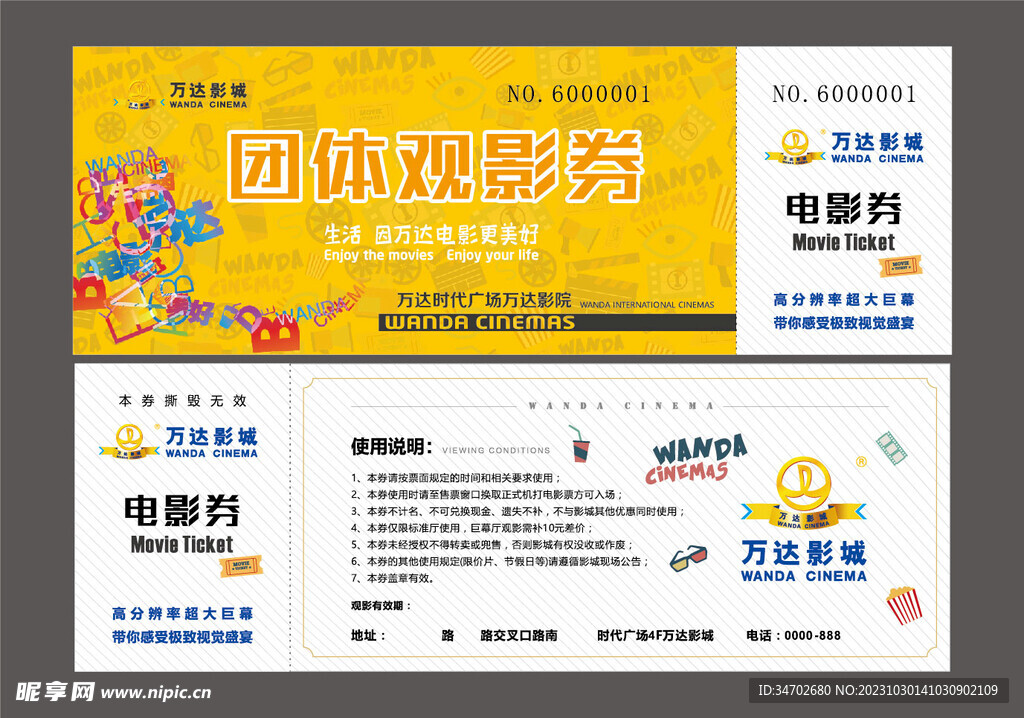 万达影城
WANDA CINEMA
NO. 6000001
团体观影券
生活 因万达电影更美好
Enjoy the movies Enjoy your life
万达时代广场万达影院 WANDA INTERNATIONAL CINEMAS
WANDA CINEMAS
NO. 6000001
万达影城
WANDA CINEMA
电影券
Movie Ticket
MOVIE
TICKET
高分辨率超大巨幕
带你感受极致视觉盛宴
本券撕毁无效
万达影城
WANDA CINEMA
电影券
Movie Ticket
MOVIE
TICKET
高分辨率超大巨幕
带你感受极致视觉盛宴
WANDA CINEMA
使用说明： VIEWING CONDITIONS
1、本券请按票面规定的时间和相关要求使用；
2、本券使用时请至售票窗口换取正式机打电影票方可入场；
3、本券不计名、不可兑换现金、遗失不补，不与影城其他优惠同时使用；
4、本券仅限标准厅使用，巨幕厅观影需补10元差价；
5、本券未经授权不得转卖或兜售，否则影城有权没收或作废；
6、本券的其他使用规定(限价片、节假日等)请遵循影城现场公告；
7、本券盖章有效。
观影有效期：
地址： 路 路交叉口路南 时代广场4F万达影城 电话：0000-888
WANDA
CINEMAS
®
万达影城
WANDA CINEMA
万达影城
WANDA CINEMA
昵享网 www.nipic.cn
ID:34702680 NO:20231030141030902109